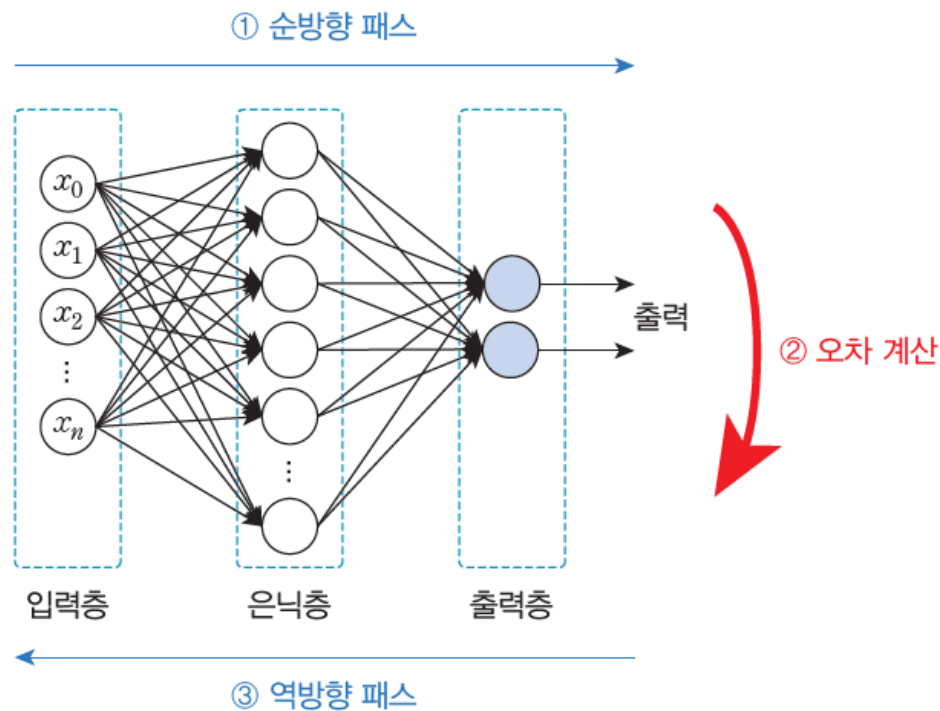 ① 순방향 패스
x0
x1
x2
⋮
xn
⋮
출력
② 오차 계산
입력층
은닉층
출력층
③ 역방향 패스